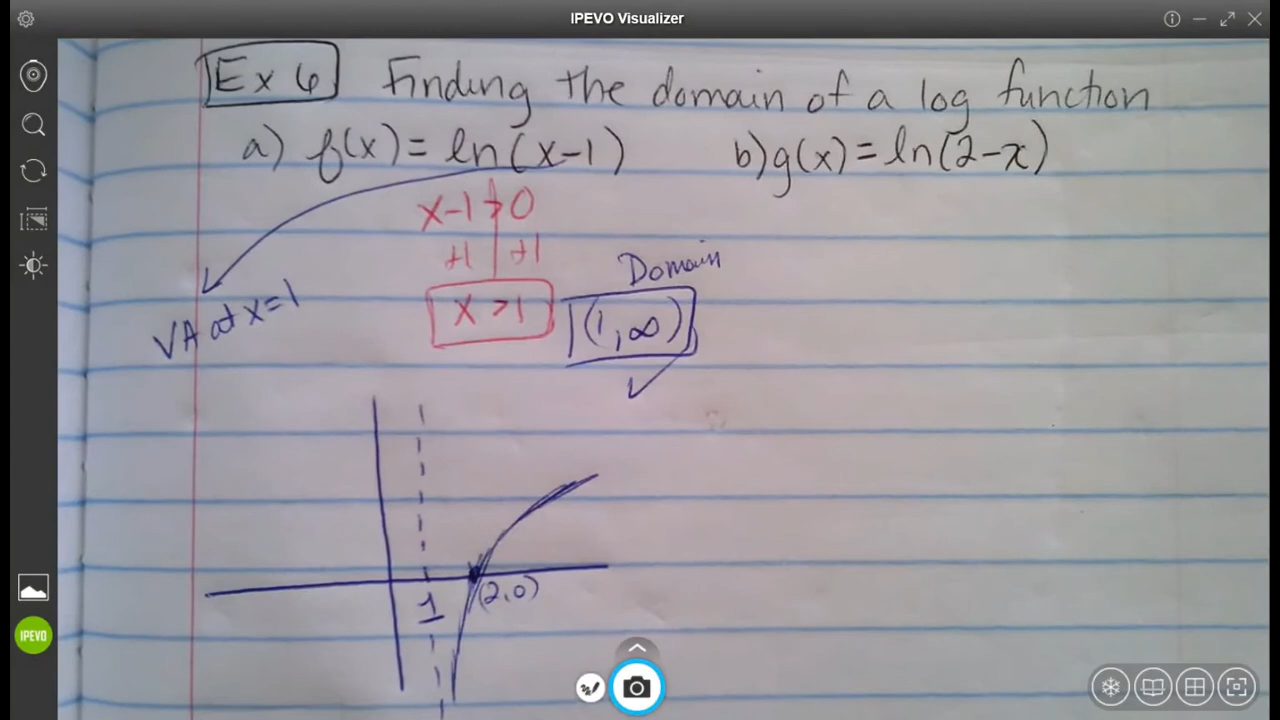 IPEVO Visualizer
Ex 6 Finding the domain of a log function
a) f(x) = ln(x-1) b) g(x) = ln(2-x)
x-1 > 0
+1 +1
x > 1
Domain
(1, ∞)
VA at x=1
1
(2,0)
IPEVO